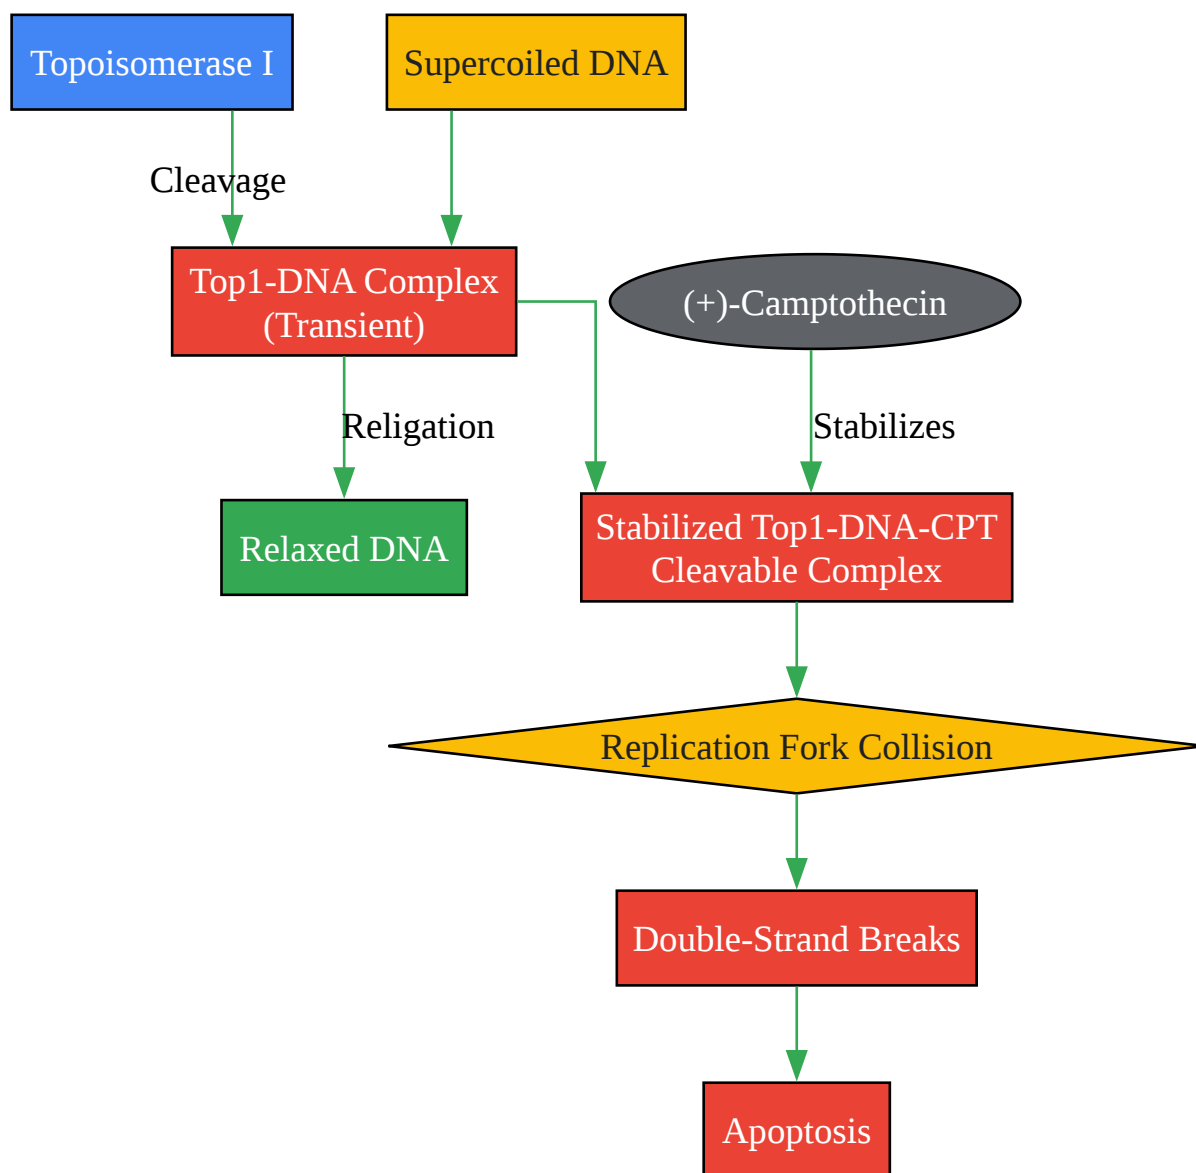 Topoisomerase I
Supercoiled DNA
Cleavage
Top1-DNA Complex
(Transient)
(+)-Camptothecin
Religation
Stabilizes
Relaxed DNA
Stabilized Top1-DNA-CPT
Cleavable Complex
Replication Fork Collision
Double-Strand Breaks
Apoptosis